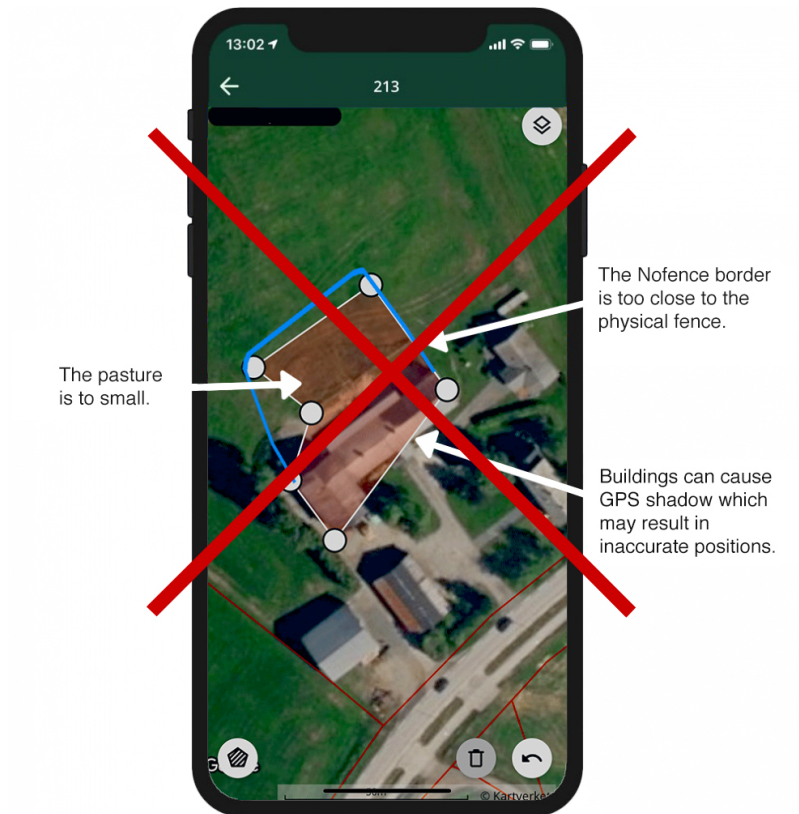 13:02
213
The Nofence border
is too close to the
physical fence.
The pasture
is to small.
Buildings can cause
GPS shadow which
may result in
inaccurate positions.
© Kartverket